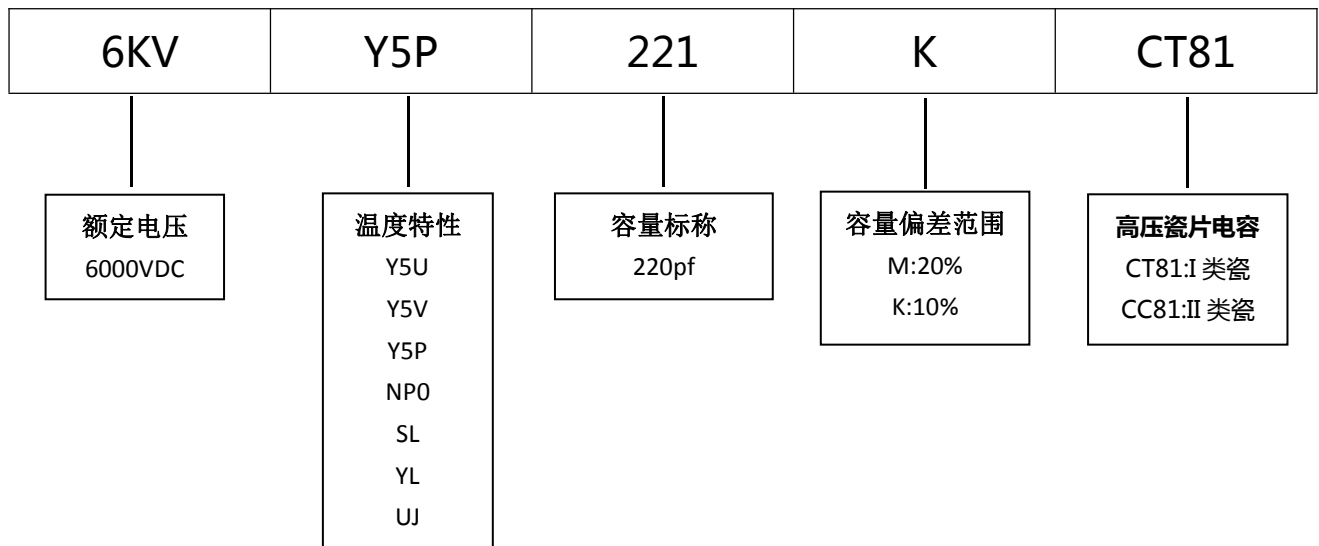 6KV Y5P 221 K CT81
额定电压
6000VDC
温度特性
Y5U
Y5V
Y5P
NP0
SL
YL
UJ
容量标称
220pf
容量偏差范围
M:20%
K:10%
高压瓷片电容
CT81:I 类瓷
CC81:II 类瓷